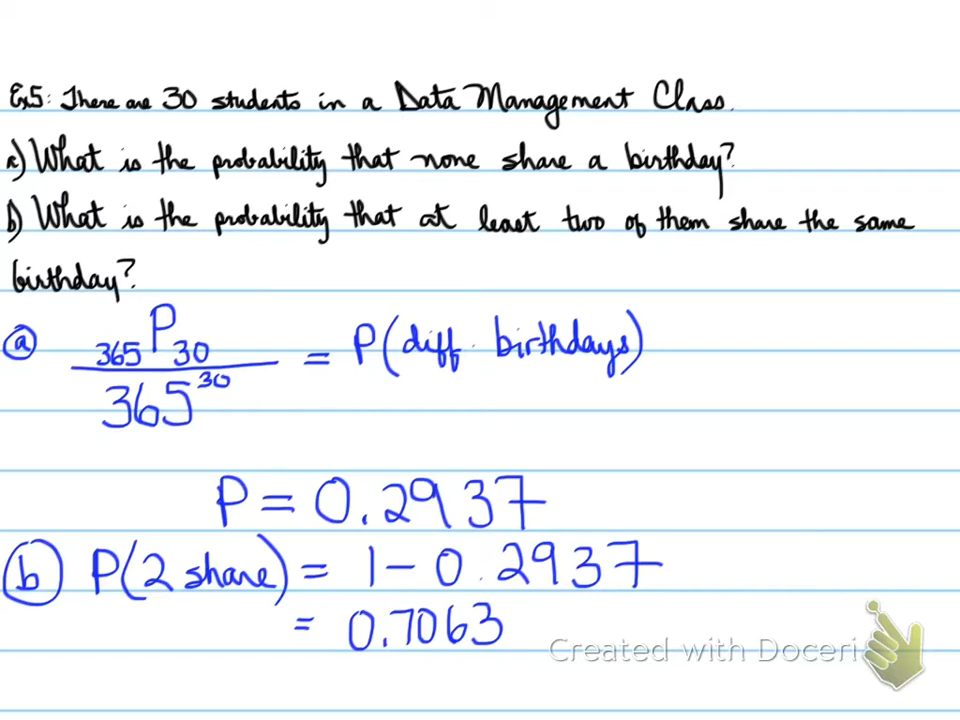 Ex5: There are 30 students in a Data Management Class.
a) What is the probability that none share a birthday?
b) What is the probability that at least two of them share the same
birthday?
(a) 365P30 / 365^30 = P(diff. birthdays)
P = 0.2937
(b) P(2 share) = 1 - 0.2937
= 0.7063
Created with Doceri